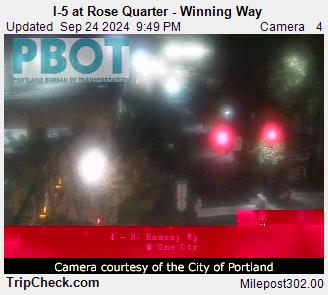 I-5 at Rose Quarter - Winning Way
Updated Sep 24 2024 9:49 PM Camera 4
PBOT
PORTLAND BUREAU OF TRANSPORTATION
4 - N. Ramsey Wy
@ One Ctr
Camera courtesy of the City of Portland
TripCheck.com Milepost302.00